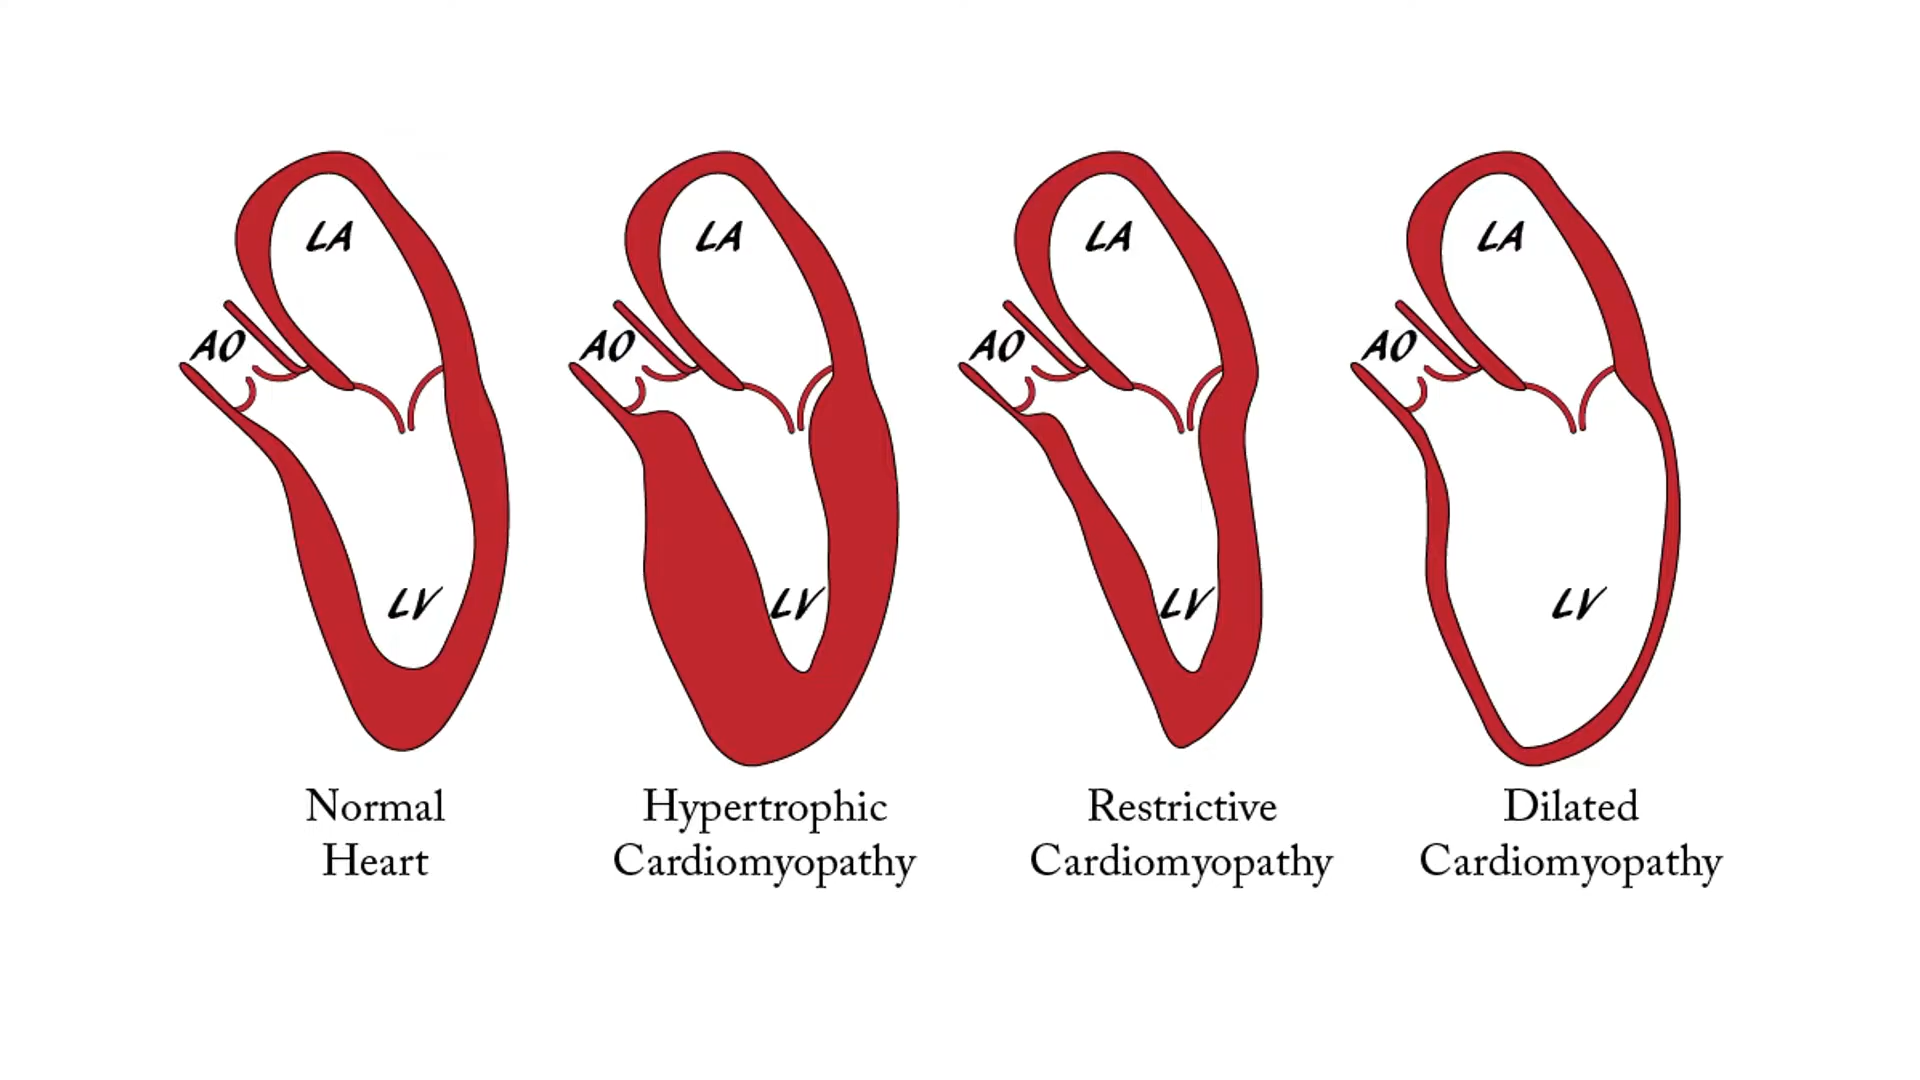 LA
LA
LA
LA
AO
AO
AO
AO
LV
LV
LV
LV
Normal
Heart
Hypertrophic
Cardiomyopathy
Restrictive
Cardiomyopathy
Dilated
Cardiomyopathy